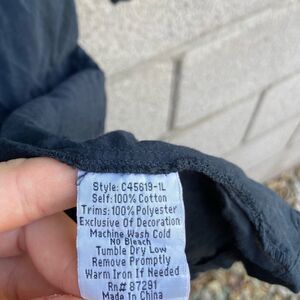 Style: C45619-1L
Self: 100% Cotton
Trims: 100% Polyester
Exclusive Of Decoration
Machine Wash Cold
No Bleach
Tumble Dry Low
Remove Promptly
Warm Iron If Needed
Rn# 87291
Made In China